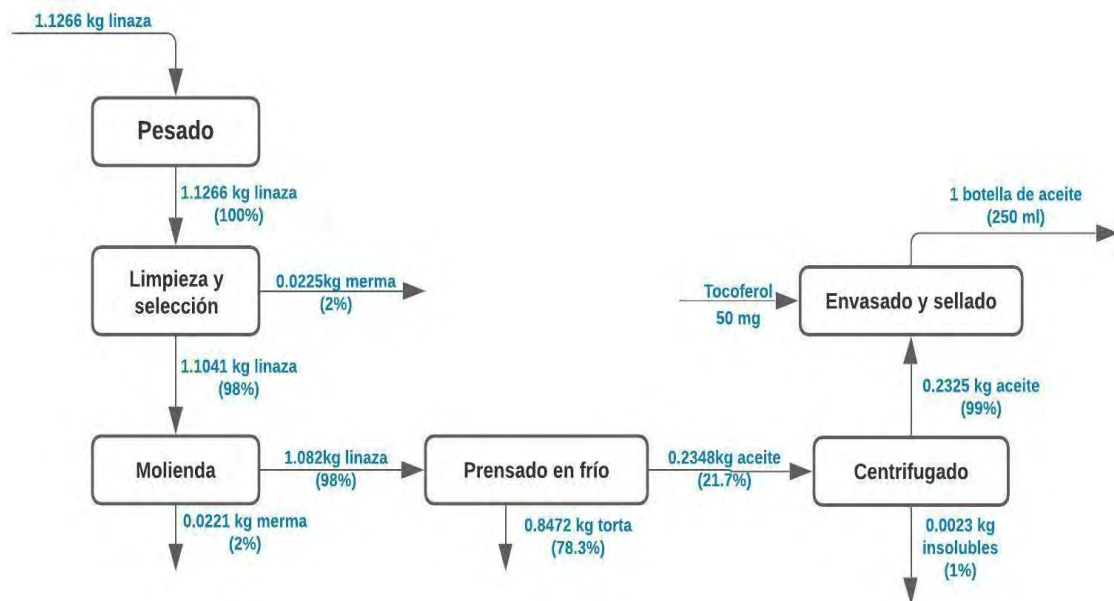 1.1266 kg linaza
Pesado
1.1266 kg linaza
(100%)
Limpieza y
selección
0.0225kg merma
(2%)
1.1041 kg linaza
(98%)
Molienda
0.0221 kg merma
(2%)
1.082kg linaza
(98%)
Prensado en frío
0.8472 kg torta
(78.3%)
0.2348kg aceite
(21.7%)
Centrifugado
0.0023 kg
insolubles
(1%)
0.2325 kg aceite
(99%)
Tocoferol
50 mg
Envasado y sellado
1 botella de aceite
(250 ml)